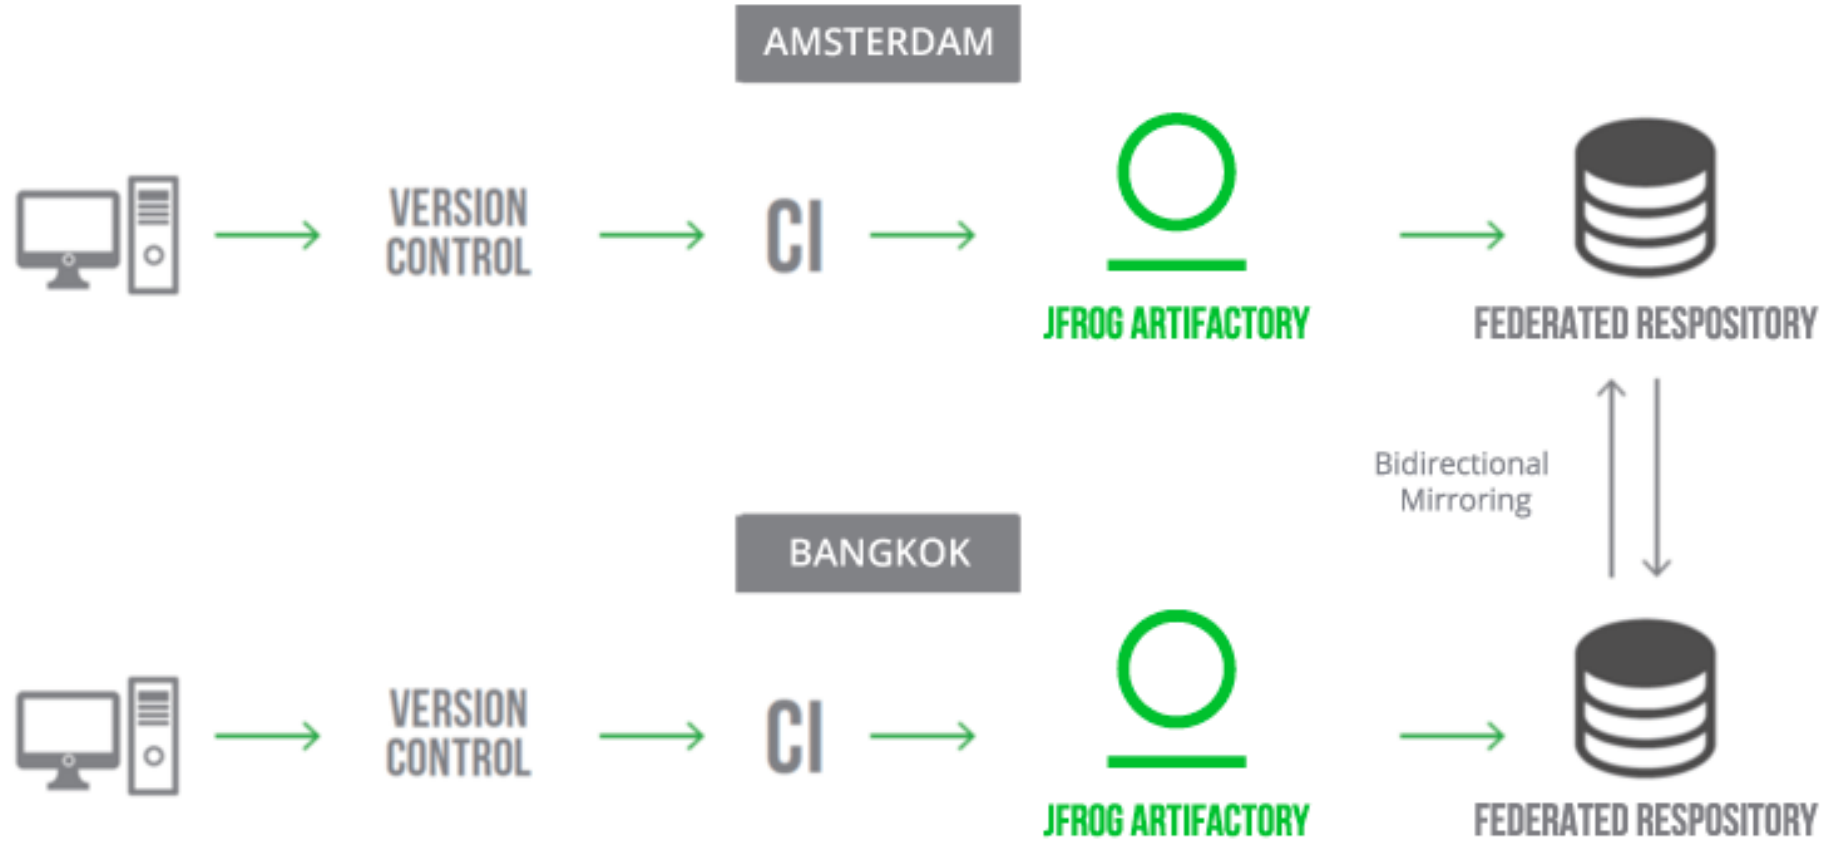 AMSTERDAM
VERSION
CONTROL
CI
JFROG ARTIFACTORY
FEDERATED RESPOSITORY
Bidirectional
Mirroring
BANGKOK
VERSION
CONTROL
CI
JFROG ARTIFACTORY
FEDERATED RESPOSITORY